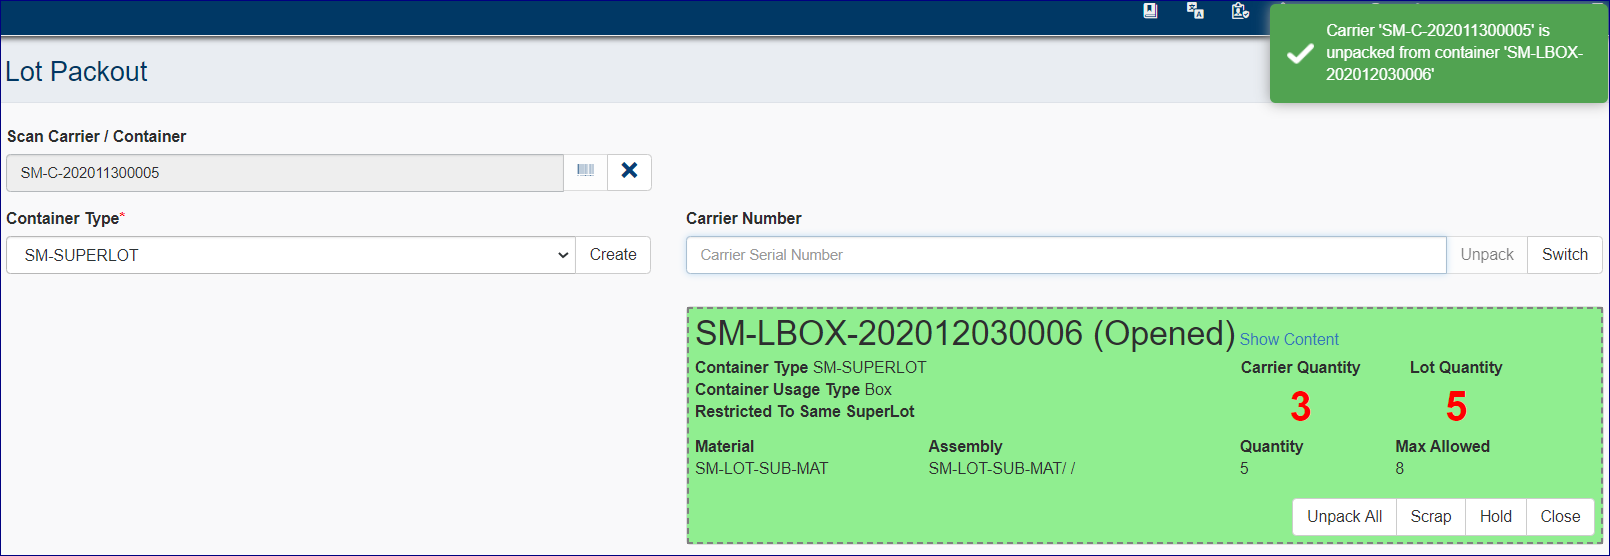 Carrier 'SM-C-202011300005' is
unpacked from container 'SM-LBOX-
202012030006'
Lot Packout
Scan Carrier / Container
SM-C-202011300005
Container Type*
Carrier Number
SM-SUPERLOT
Create
Carrier Serial Number
Unpack
Switch
SM-LBOX-202012030006 (Opened) Show Content
Container Type SM-SUPERLOT
Carrier Quantity
Lot Quantity
Container Usage Type Box
3
5
Restricted To Same SuperLot
Material
Assembly
Quantity
Max Allowed
SM-LOT-SUB-MAT
SM-LOT-SUB-MAT/ /
5
8
Unpack All
Scrap
Hold
Close